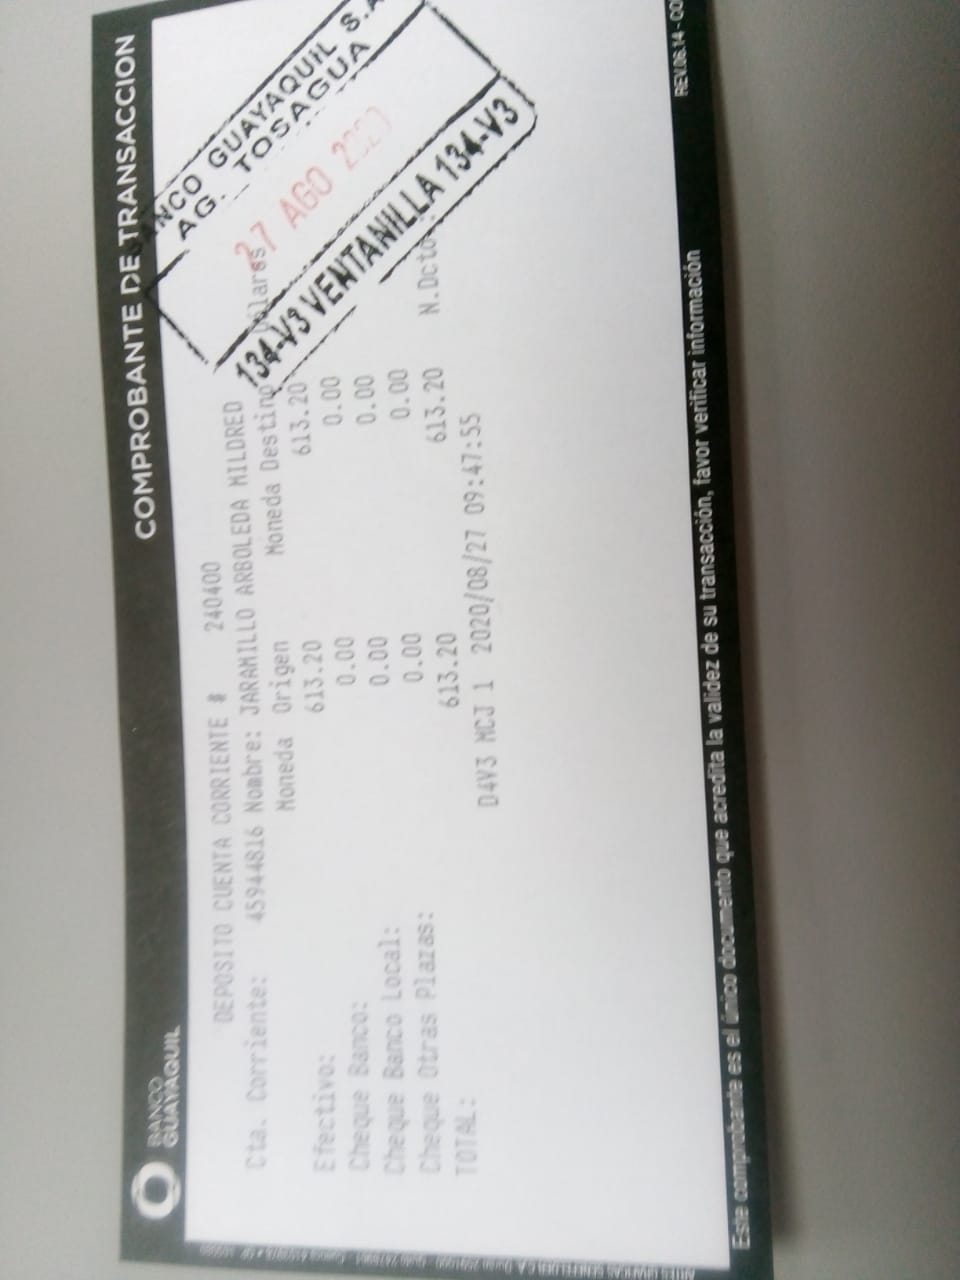 BANCO
GUAYAQUIL
COMPROBANTE DE TRANSACCION
DEPOSITO CUENTA CORRIENTE # 240400
Cta. Corriente: 45944816 Nombre: JARAMILLO ARBOLEDA MILDRED
Moneda Origen Moneda Destino Dólares
Efectivo: 613.20 613.20
Cheque Banco: 0.00 0.00
Cheque Banco Local: 0.00 0.00
Cheque Otras Plazas: 0.00 0.00
TOTAL: 613.20 613.20 N.Dcto.:
D4V3 MCJ 1 2020/08/27 09:47:55
BANCO GUAYAQUIL S.A
AG. TOSAGUA
27 AGO 2020
134-V3 VENTANILLA 134-V3
Este comprobante es el único documento que acredita la validez de su transacción, favor verificar información
REV.06.14 - CO